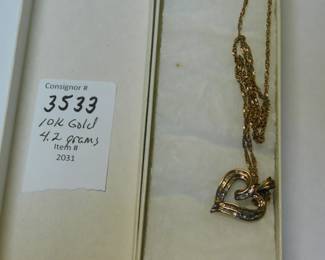 Consignor #
3533
10K Gold
4.2 grams
Item #
2031